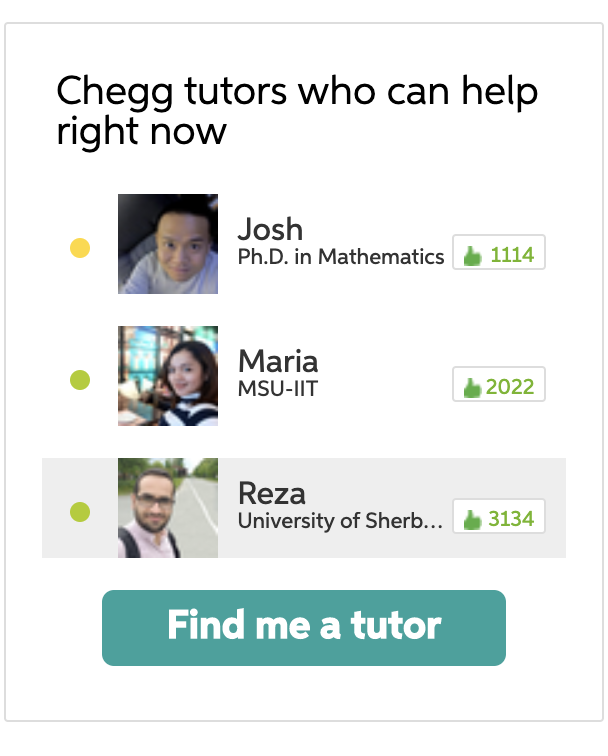 Chegg tutors who can help
right now
Josh
Ph.D. in Mathematics
1114
Maria
MSU-IIT
2022
Reza
University of Sherb...
3134
Find me a tutor